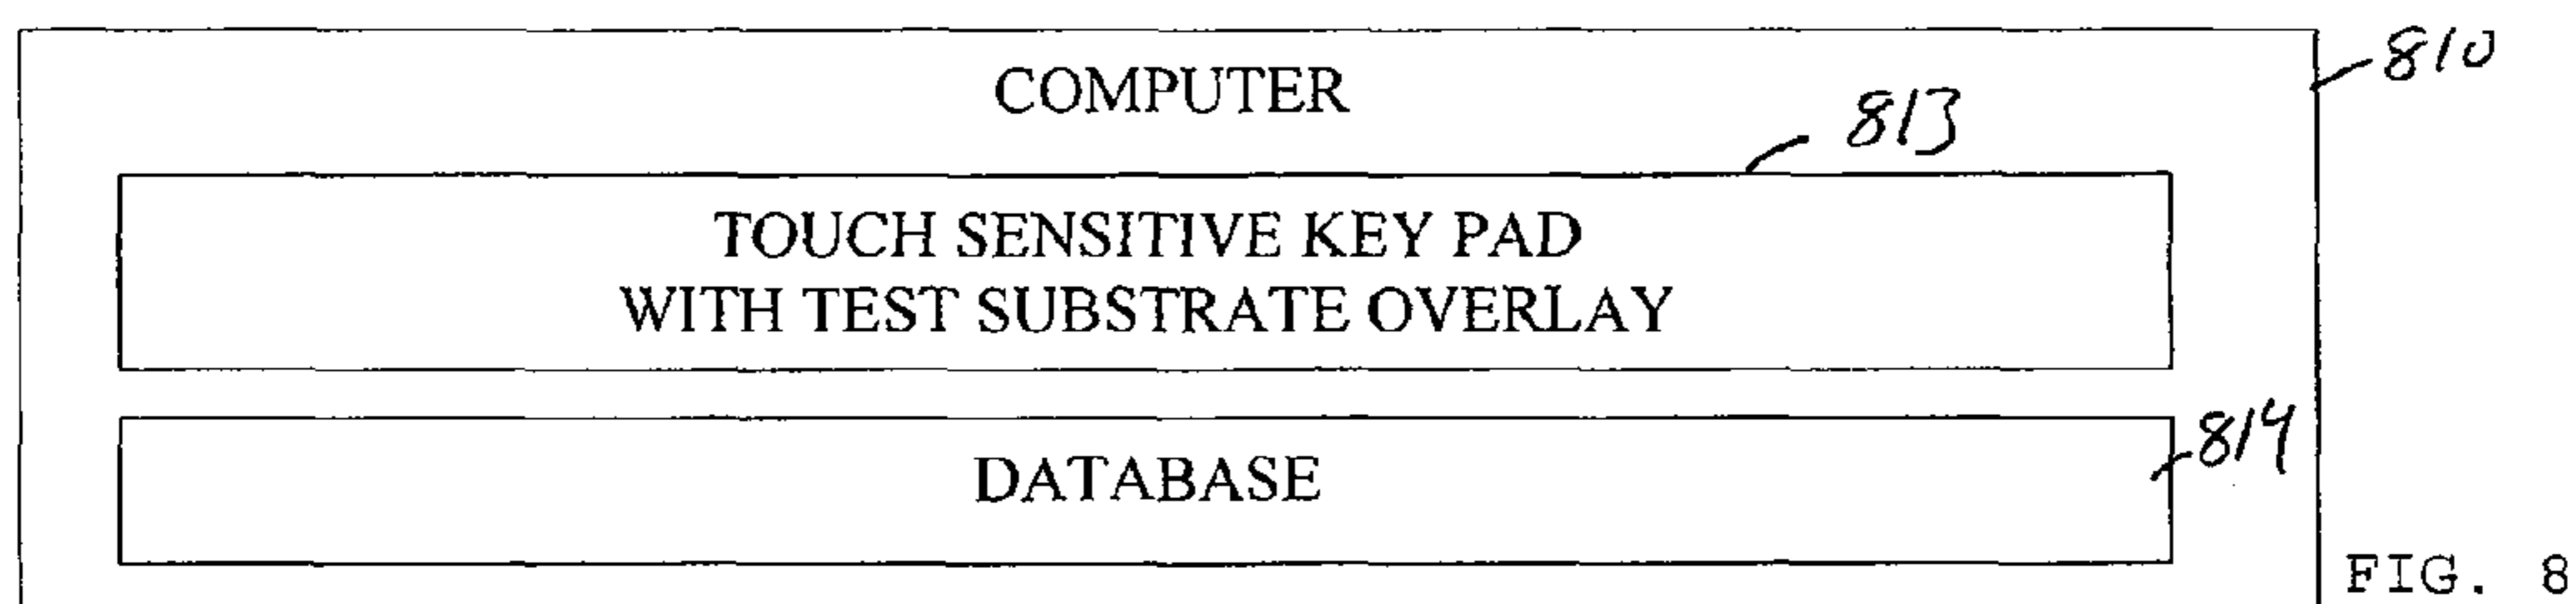 COMPUTER
810
813
TOUCH SENSITIVE KEY PAD
WITH TEST SUBSTRATE OVERLAY
DATABASE
814
FIG. 8